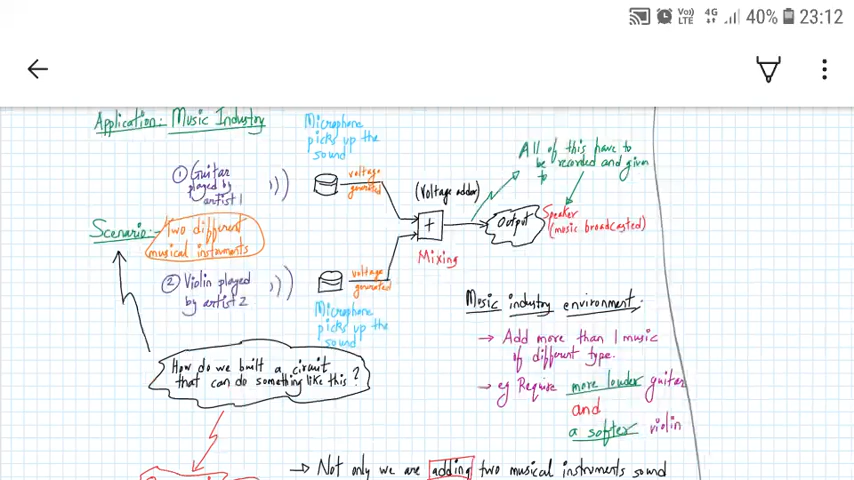 Vo)) LTE 4G 40% 23:12
Application: Music Industry
Microphone
picks up the
sound
① Guitar
played by
artist 1
voltage
generated
(voltage adder)
All of this have to
be recorded and given
to
Scenario:-
Two different
musical instruments
+
Mixing
Output
Speaker
(music broadcasted)
② Violin played
by artist 2
voltage
generated
Microphone
picks up the
sound
Music industry environment:
→ Add more than 1 music
of different type.
→ eg Require more louder guitar
and
a softer violin
How do we built a circuit
that can do something like this?
→ Not only we are adding two musical instruments sound